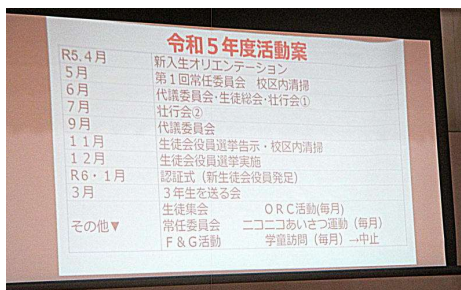 令和5年度活動案
R5.4月 新入生オリエンテーション
5月 第1回常任委員会 校区内清掃
6月 代議委員会・生徒総会・壮行会①
7月 壮行会②
9月 代議委員会
11月 生徒会役員選挙告示・校区内清掃
12月 生徒会役員選挙実施
R6・1月 認証式（新生徒会役員発足）
3月 3年生を送る会
その他▼
生徒集会 ORC活動(毎月)
常任委員会 ニコニコあいさつ運動（毎月）
F＆G活動 学童訪問（毎月）→中止